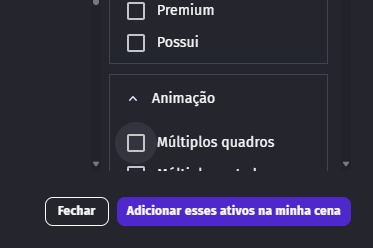 Premium
Possui
Animação
Múltiplos quadros
Fechar
Adicionar esses ativos na minha cena